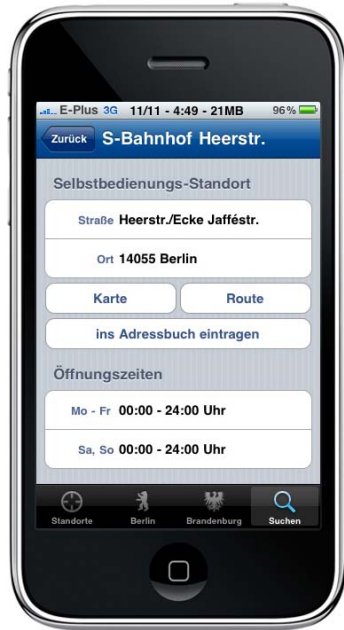 E-Plus 3G 11/11 - 4:49 - 21MB 96%
Zurück S-Bahnhof Heerstr.
Selbstbedienungs-Standort
Straße Heerstr./Ecke Jafféstr.
Ort 14055 Berlin
Karte Route
ins Adressbuch eintragen
Öffnungszeiten
Mo - Fr 00:00 - 24:00 Uhr
Sa, So 00:00 - 24:00 Uhr
Standorte Berlin Brandenburg Suchen